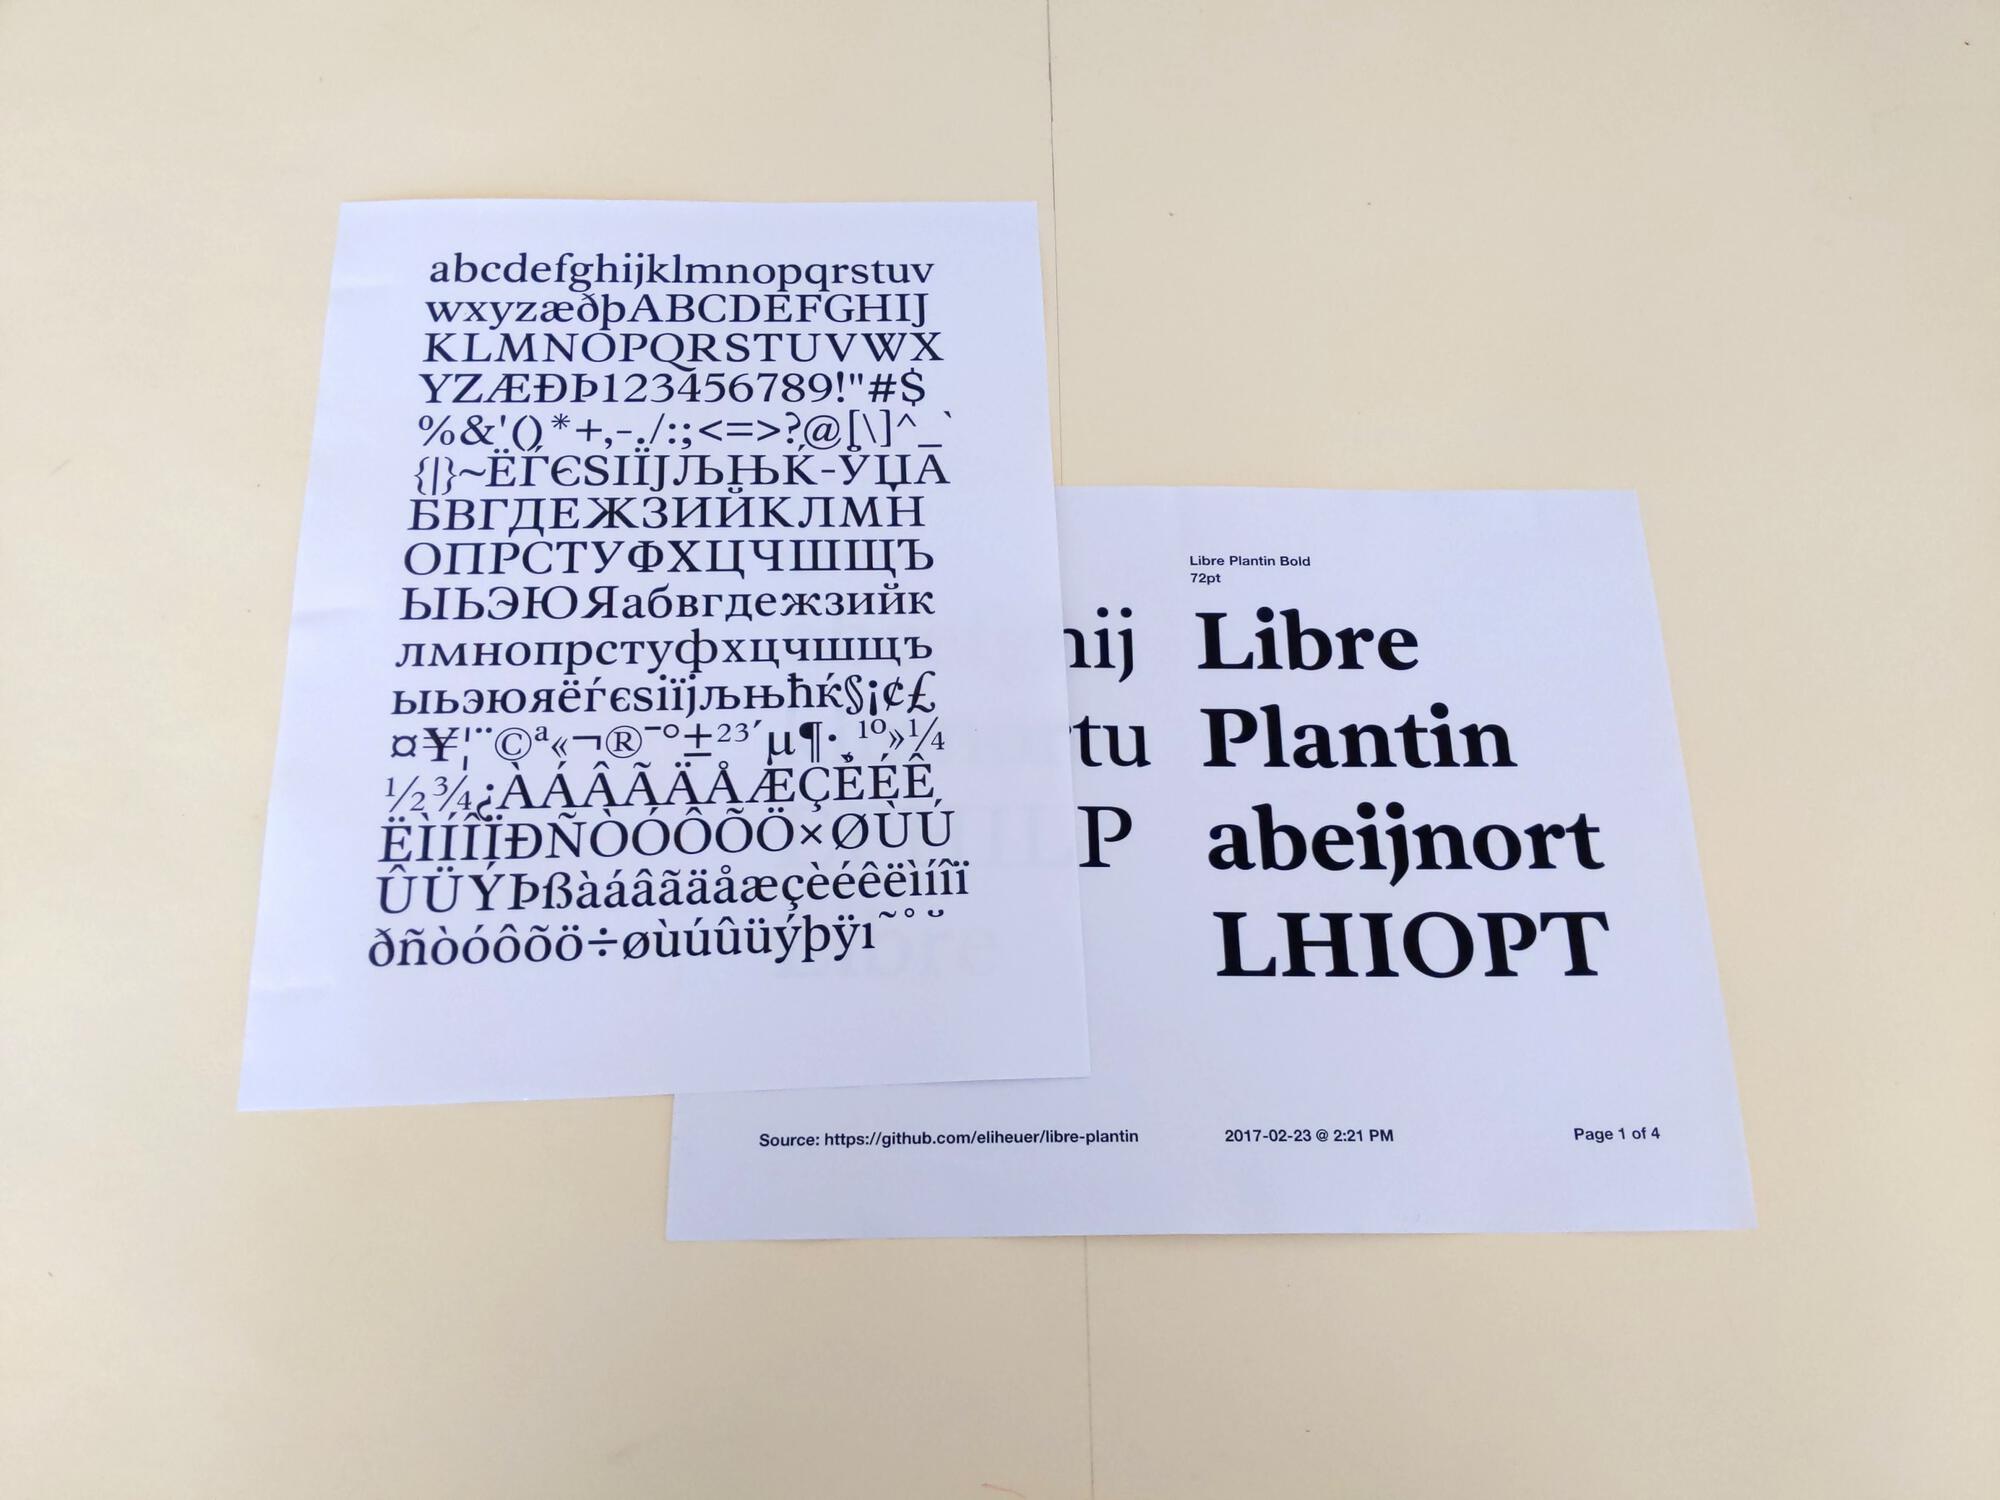 abcdefghijklmnopqrstuv
wxyzæðþABCDEFGHIJ
KLMNOPQRSTUVWX
YZÆÐÞ123456789!"#$
%&'()*+,-./:;<=>?@[\]^_`
{|}~ЁЃЄЅІЇЈЉЊЌ-ЎЏА
БВГДЕЖЗИЙКЛМН
ОПРСТУФХЦЧШЩЪ
ЫЬЭЮЯабвгдежзийк
лмнопрстуфхцчшщъ
ыьэюяёѓєѕіїјљњћќ§¡¢£
¤¥¦¨©ª«¬®¯°±²³´µ¶·¸¹º»¼
½¾¿ÀÁÂÃÄÅÆÇÈÉÊ
ËÌÍÎÏÐÑÒÓÔÕÖ×ØÙÚ
ÛÜÝÞßàáâãäåæçèéêëìíîï
ðñòóôõö÷øùúûüýþÿı˜˚˘
Libre Plantin Bold
72pt
hij
rtu
P
Libre
Plantin
abeijnort
LHIOPT
Source: https://github.com/eliheuer/libre-plantin
2017-02-23 @ 2:21 PM
Page 1 of 4